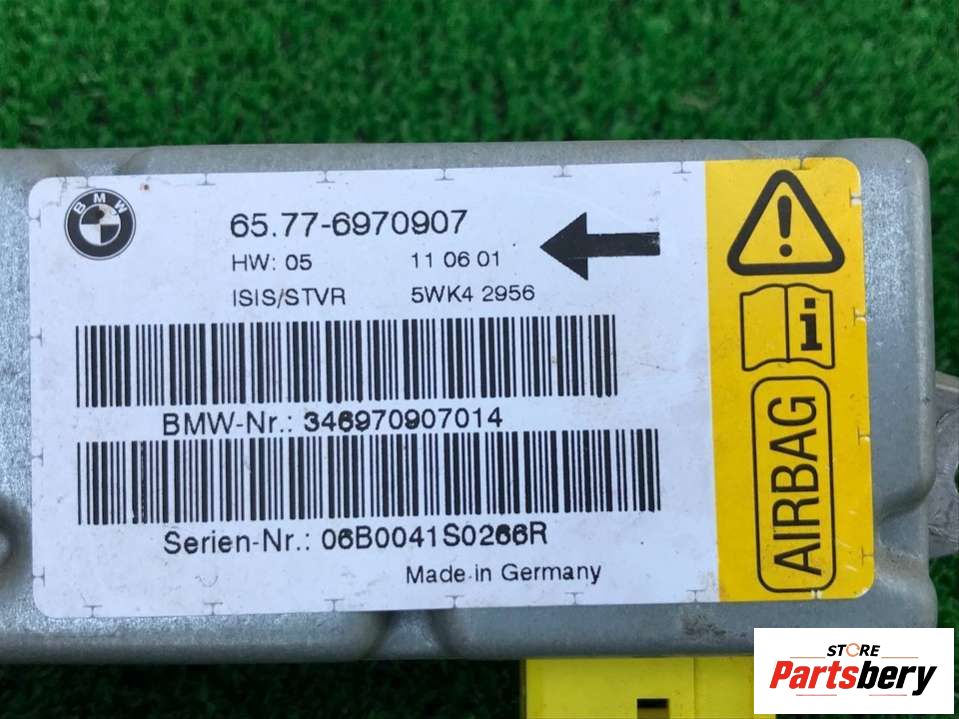 BMW
65.77-6970907
HW: 05 11 06 01
ISIS/STVR 5WK4 2956
BMW-Nr.: 346970907014
Serien-Nr.: 06B0041S0266R
Made in Germany
i
AIRBAG
STORE
Partsbery